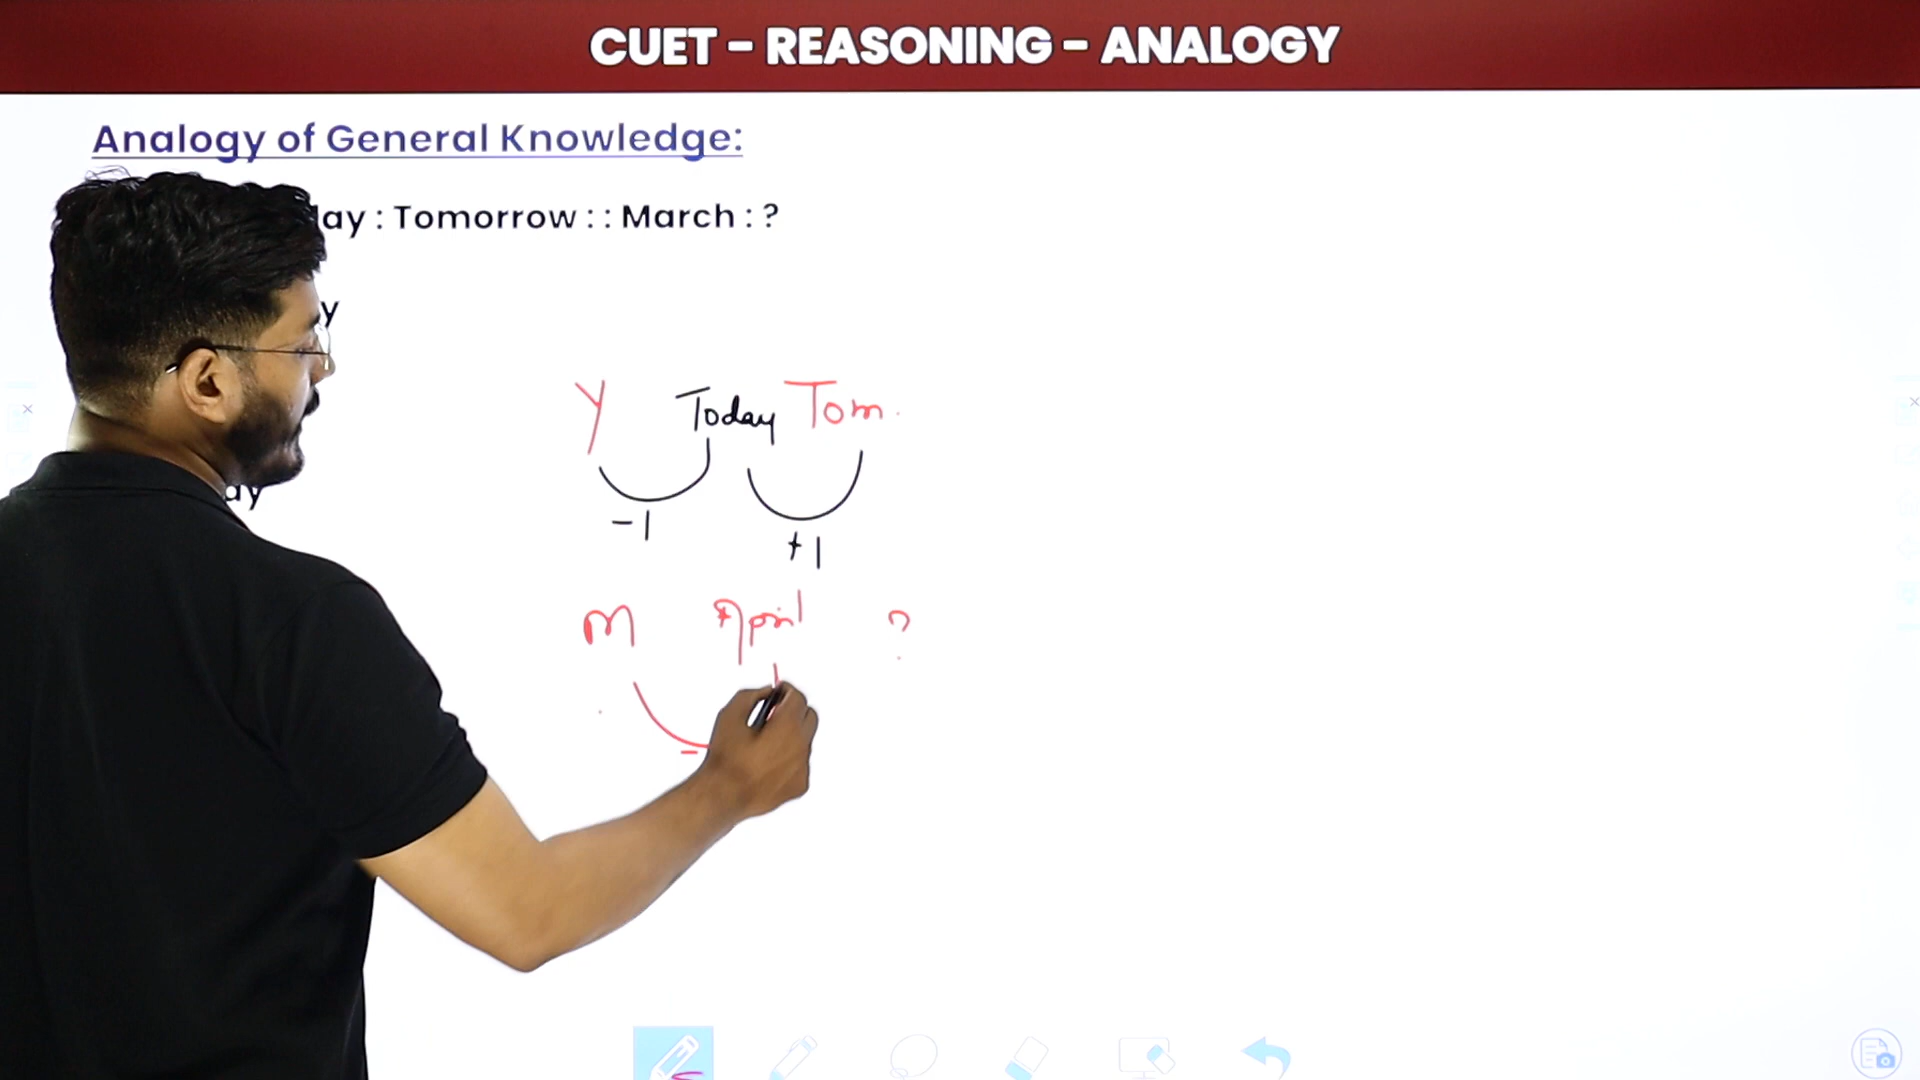 CUET - REASONING - ANALOGY
Analogy of General Knowledge:
ay : Tomorrow : : March : ?
y
ay
Y Today Tom.
-1
+1
M April ?
-